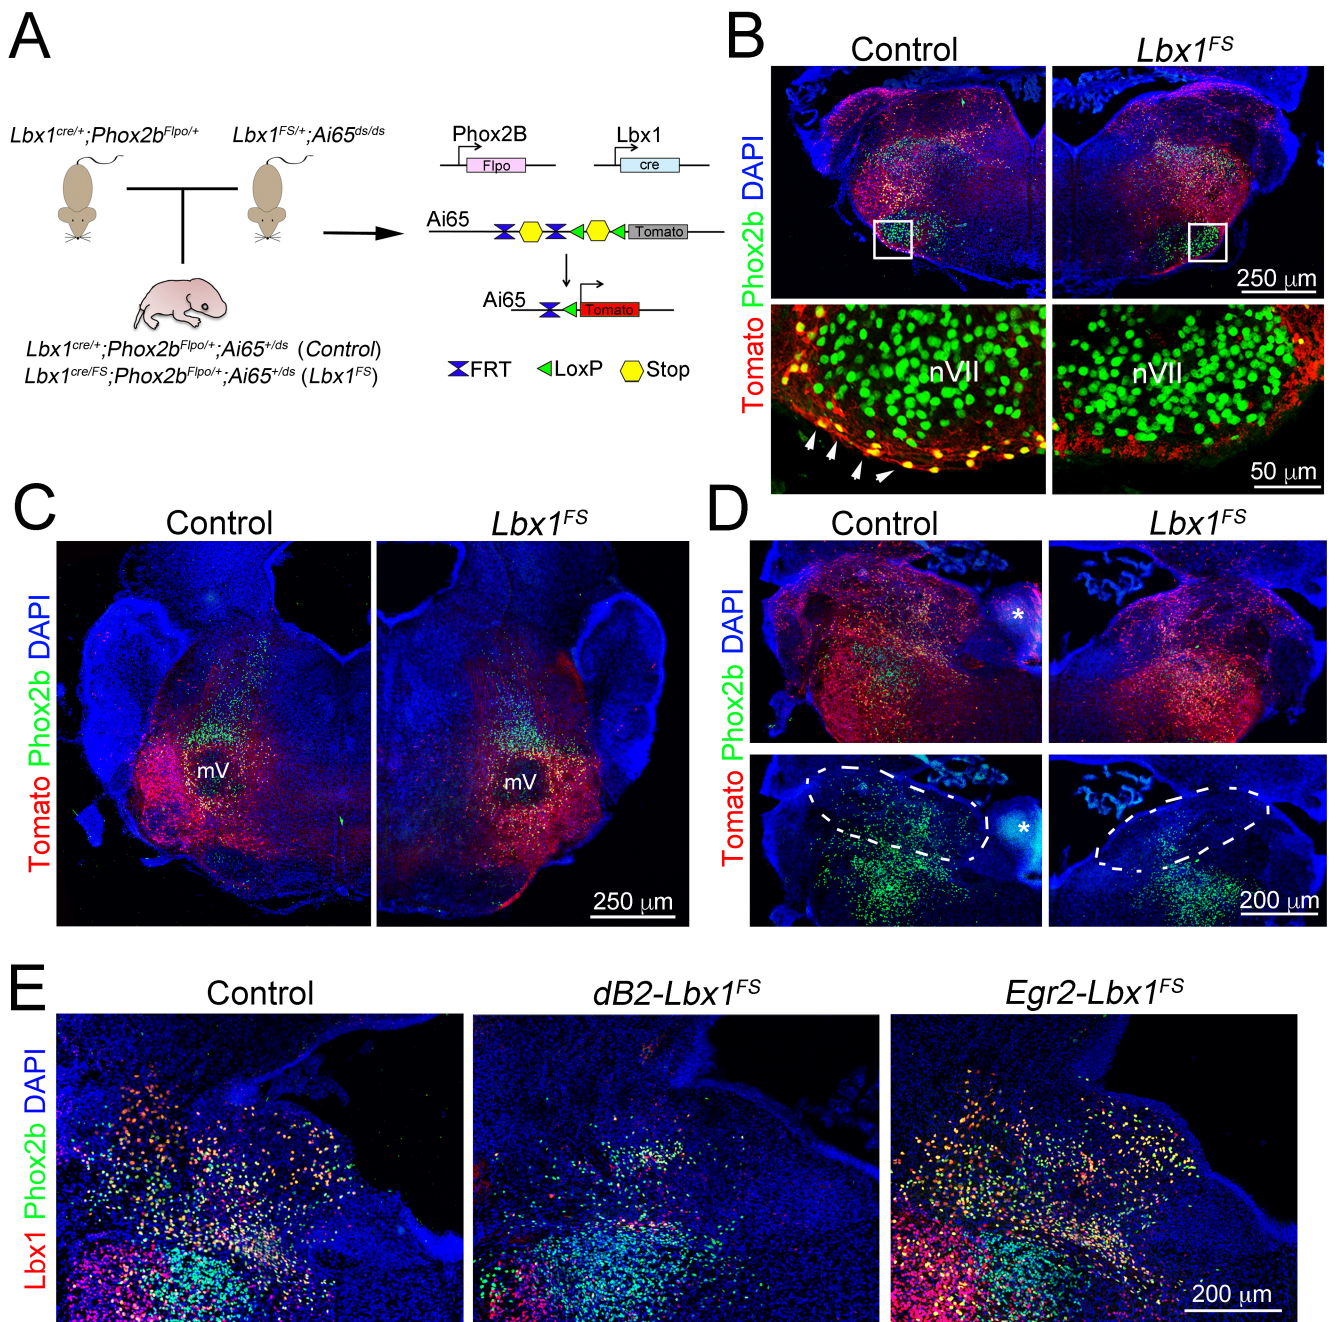 A
Lbx1cre/+;Phox2bFlpo/+
Lbx1FS/+;Ai65ds/ds
Lbx1cre/+;Phox2bFlpo/+;Ai65+/ds (Control)
Lbx1cre/FS;Phox2bFlpo/+;Ai65+/ds (Lbx1FS)
Phox2B
Lbx1
Flpo
cre
Ai65
Tomato
Ai65
Tomato
FRT
LoxP
Stop
B
Control
Lbx1FS
Tomato Phox2b DAPI
250 µm
nVII
nVII
50 µm
C
Control
Lbx1FS
Tomato Phox2b DAPI
mV
mV
250 µm
D
Control
Lbx1FS
Tomato Phox2b DAPI
*
*
200 µm
E
Control
dB2-Lbx1FS
Egr2-Lbx1FS
Lbx1 Phox2b DAPI
200 µm